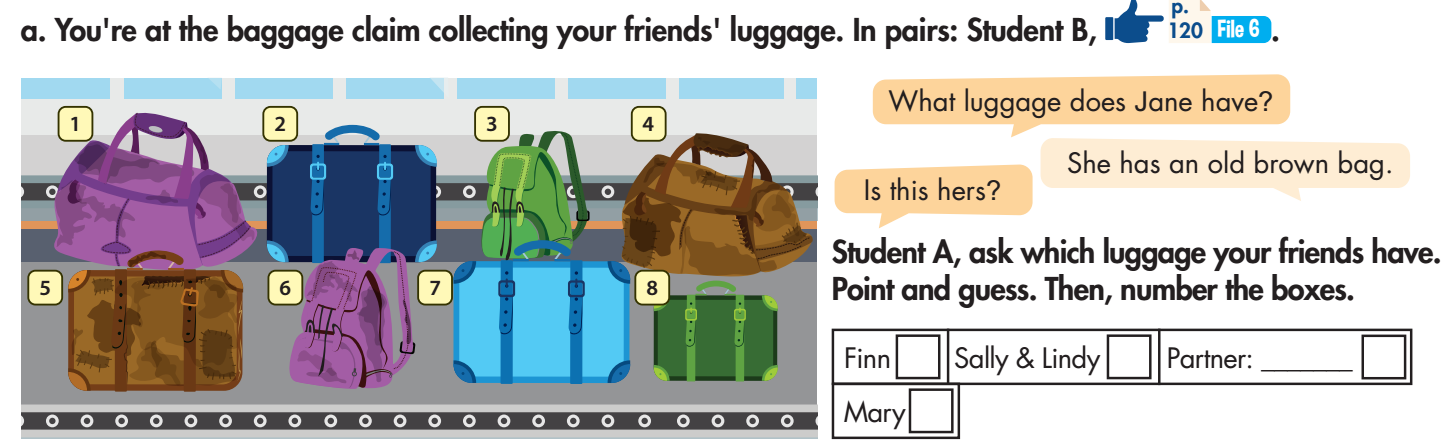 a. You're at the baggage claim collecting your friends' luggage. In pairs: Student B, p. 120 File 6.
1
2
3
4
5
6
7
8
What luggage does Jane have?
She has an old brown bag.
Is this hers?
Student A, ask which luggage your friends have.
Point and guess. Then, number the boxes.
Finn
Sally & Lindy
Partner: _______
Mary